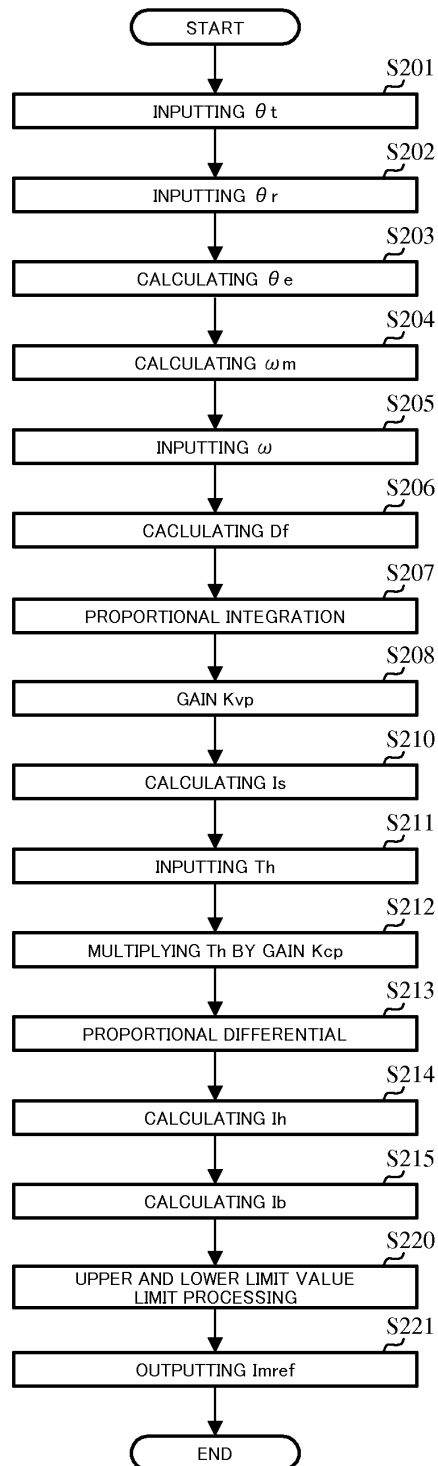 START
S201
INPUTTING θt
S202
INPUTTING θr
S203
CALCULATING θe
S204
CALCULATING ωm
S205
INPUTTING ω
S206
CACLULATING Df
S207
PROPORTIONAL INTEGRATION
S208
GAIN Kvp
S210
CALCULATING Is
S211
INPUTTING Th
S212
MULTIPLYING Th BY GAIN Kcp
S213
PROPORTIONAL DIFFERENTIAL
S214
CALCULATING Ih
S215
CALCULATING Ib
S220
UPPER AND LOWER LIMIT VALUE
LIMIT PROCESSING
S221
OUTPUTTING Imref
END